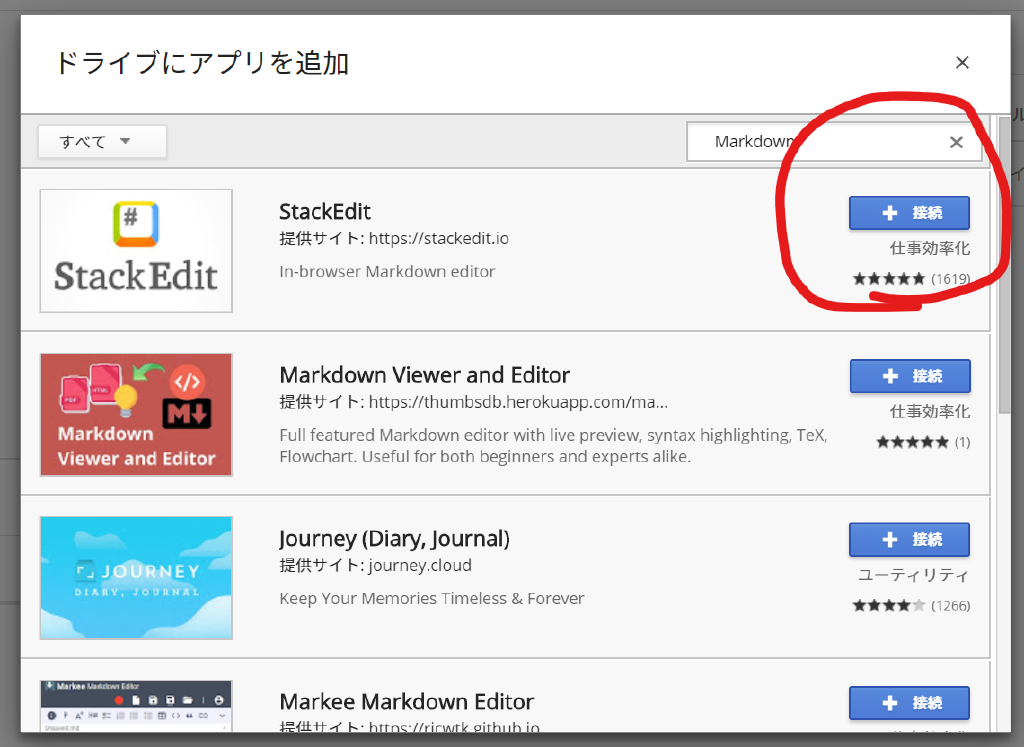 ドライブにアプリを追加
×
すべて
Markdown
×
StackEdit
提供サイト: https://stackedit.io
In-browser Markdown editor
+ 接続
仕事効率化
★★★★★ (1619)
#
StackEdit
Markdown Viewer and Editor
提供サイト: https://thumbsdb.herokuapp.com/ma...
Full featured Markdown editor with live preview, syntax highlighting, TeX,
Flowchart. Useful for both beginners and experts alike.
+ 接続
仕事効率化
★★★★★ (1)
PDF
HTML
</>
M
Markdown
Viewer and Editor
Journey (Diary, Journal)
提供サイト: journey.cloud
Keep Your Memories Timeless & Forever
+ 接続
ユーティリティ
★★★★★ (1266)
JOURNEY
DIARY, JOURNAL
Markee Markdown Editor
提供サイト: https://ricwtk.github.io
+ 接続
Markee Markdown Editor
Unsaved.md
ル
イ